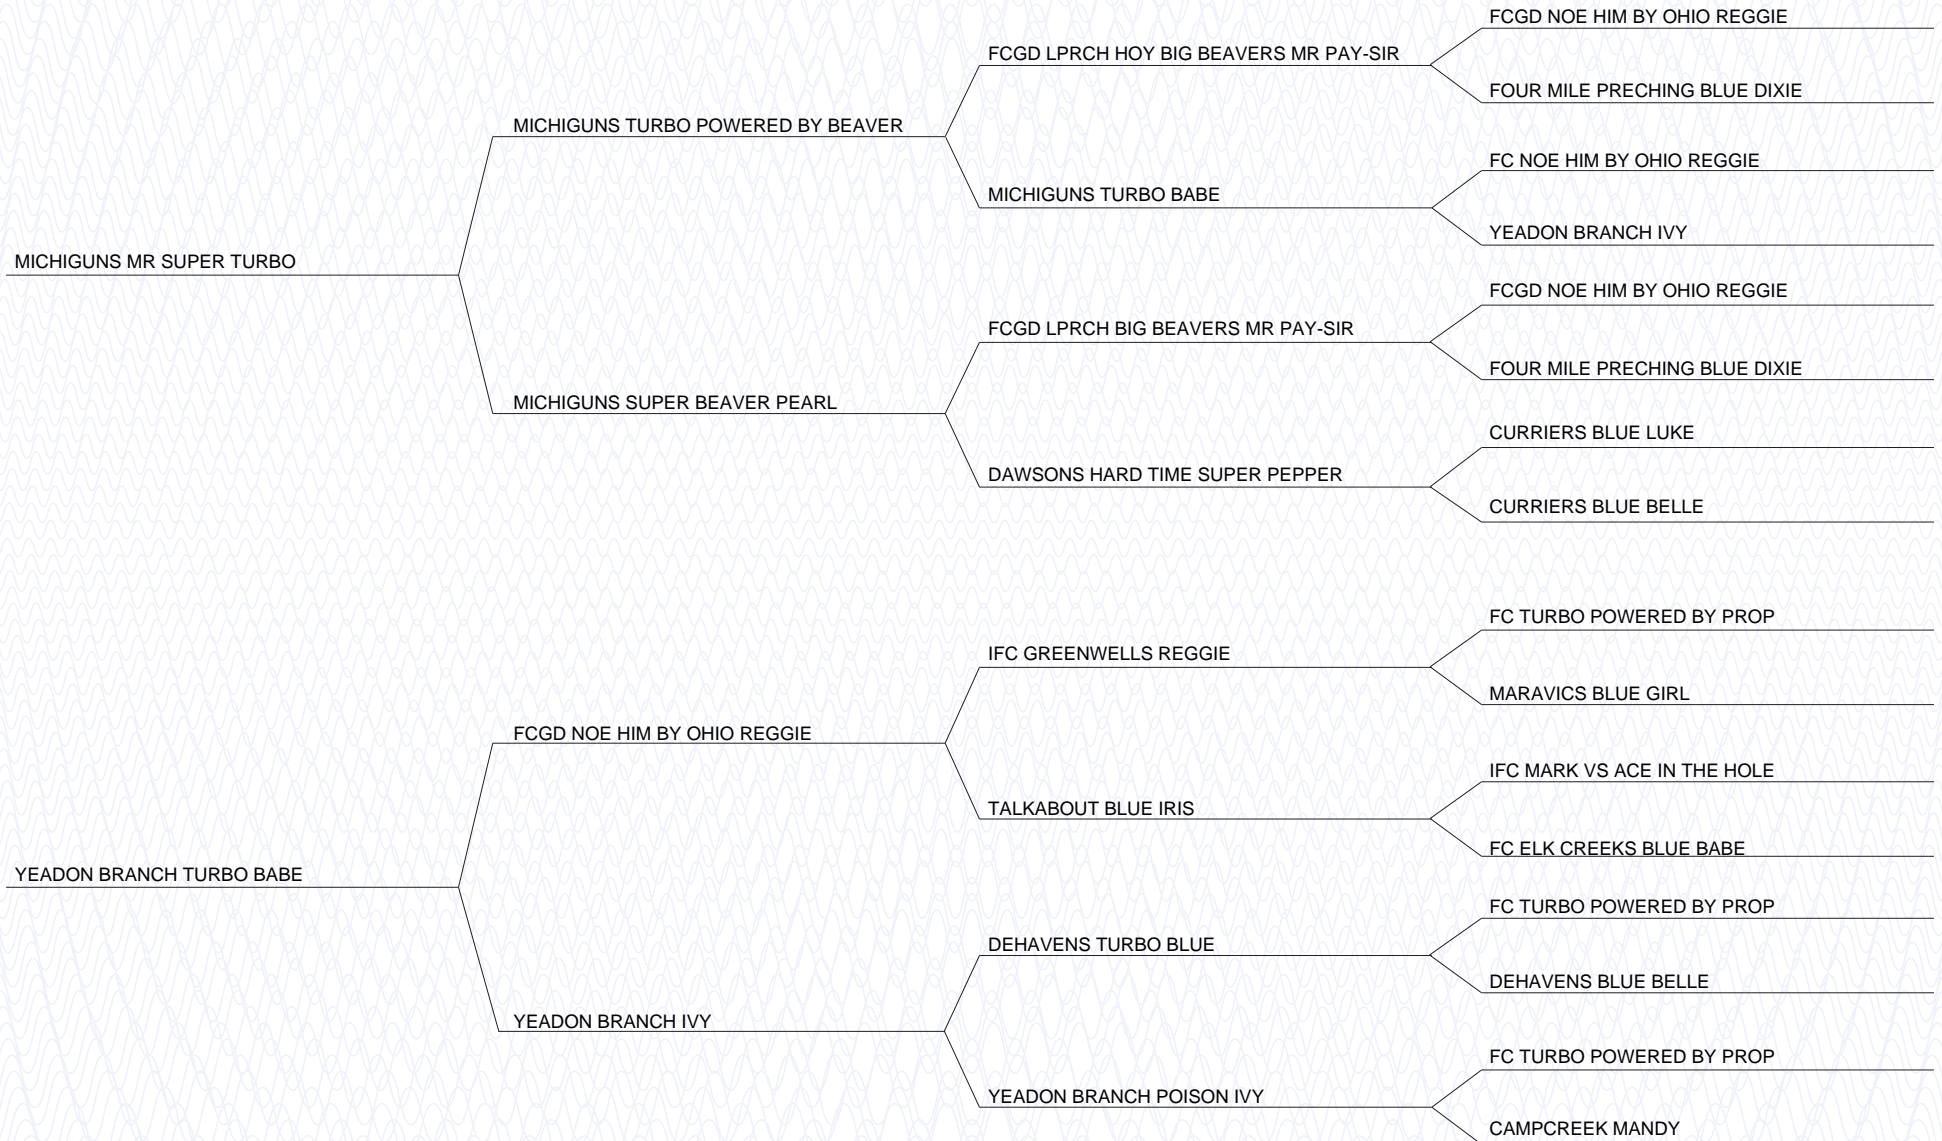 FCGD NOE HIM BY OHIO REGGIE
FCGD LPRCH HOY BIG BEAVERS MR PAY-SIR
FOUR MILE PRECHING BLUE DIXIE
MICHIGUNS TURBO POWERED BY BEAVER
FC NOE HIM BY OHIO REGGIE
MICHIGUNS TURBO BABE
YEADON BRANCH IVY
MICHIGUNS MR SUPER TURBO
FCGD NOE HIM BY OHIO REGGIE
FCGD LPRCH BIG BEAVERS MR PAY-SIR
FOUR MILE PRECHING BLUE DIXIE
MICHIGUNS SUPER BEAVER PEARL
CURRIERS BLUE LUKE
DAWSONS HARD TIME SUPER PEPPER
CURRIERS BLUE BELLE
FC TURBO POWERED BY PROP
IFC GREENWELLS REGGIE
MARAVICS BLUE GIRL
FCGD NOE HIM BY OHIO REGGIE
IFC MARK VS ACE IN THE HOLE
TALKABOUT BLUE IRIS
FC ELK CREEKS BLUE BABE
YEADON BRANCH TURBO BABE
FC TURBO POWERED BY PROP
DEHAVENS TURBO BLUE
DEHAVENS BLUE BELLE
YEADON BRANCH IVY
FC TURBO POWERED BY PROP
YEADON BRANCH POISON IVY
CAMPCREEK MANDY